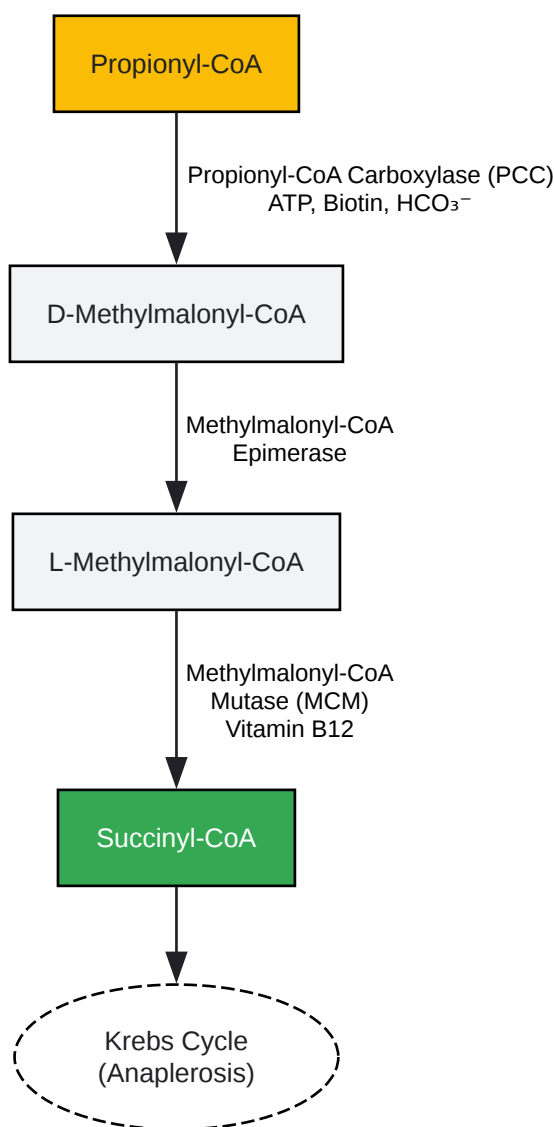 Propionyl-CoA
Propionyl-CoA Carboxylase (PCC)
ATP, Biotin, HCO₃⁻
D-Methylmalonyl-CoA
Methylmalonyl-CoA
Epimerase
L-Methylmalonyl-CoA
Methylmalonyl-CoA
Mutase (MCM)
Vitamin B12
Succinyl-CoA
Krebs Cycle
(Anaplerosis)